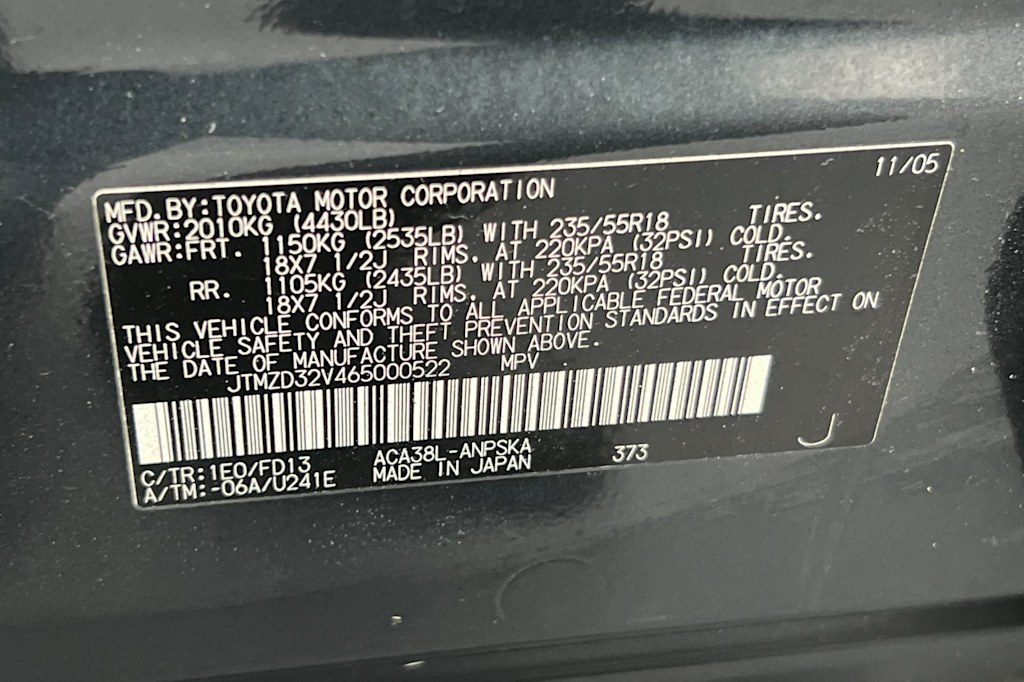 11/05
MFD.BY:TOYOTA MOTOR CORPORATION
GVWR:2010KG (4430LB)
GAWR:FRT. 1150KG (2535LB) WITH 235/55R18 TIRES.
18X7 1/2J RIMS. AT 220KPA (32PSI) COLD.
RR. 1105KG (2435LB) WITH 235/55R18 TIRES.
18X7 1/2J RIMS. AT 220KPA (32PSI) COLD.
THIS VEHICLE CONFORMS TO ALL APPLICABLE FEDERAL MOTOR
VEHICLE SAFETY AND THEFT PREVENTION STANDARDS IN EFFECT ON
THE DATE OF MANUFACTURE SHOWN ABOVE.
JTMZD32V465000522 MPV
C/TR:1E0/FD13 ACA38L-ANPSKA 373 J
A/TM:-06A/U241E MADE IN JAPAN